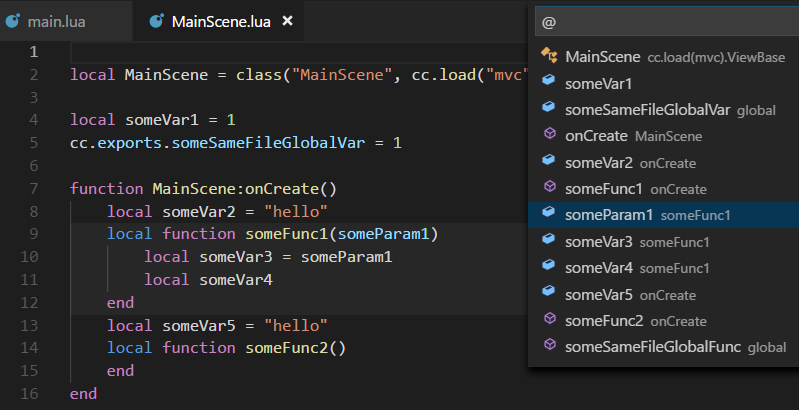 main.lua
MainScene.lua ×
1
2 local MainScene = class("MainScene", cc.load("mvc"
3
4 local someVar1 = 1
5 cc.exports.someSameFileGlobalVar = 1
6
7 function MainScene:onCreate()
8 local someVar2 = "hello"
9 local function someFunc1(someParam1)
10 local someVar3 = someParam1
11 local someVar4
12 end
13 local someVar5 = "hello"
14 local function someFunc2()
15 end
16 end
@
MainScene cc.load(mvc).ViewBase
someVar1
someSameFileGlobalVar global
onCreate MainScene
someVar2 onCreate
someFunc1 onCreate
someParam1 someFunc1
someVar3 someFunc1
someVar4 someFunc1
someVar5 onCreate
someFunc2 onCreate
someSameFileGlobalFunc global